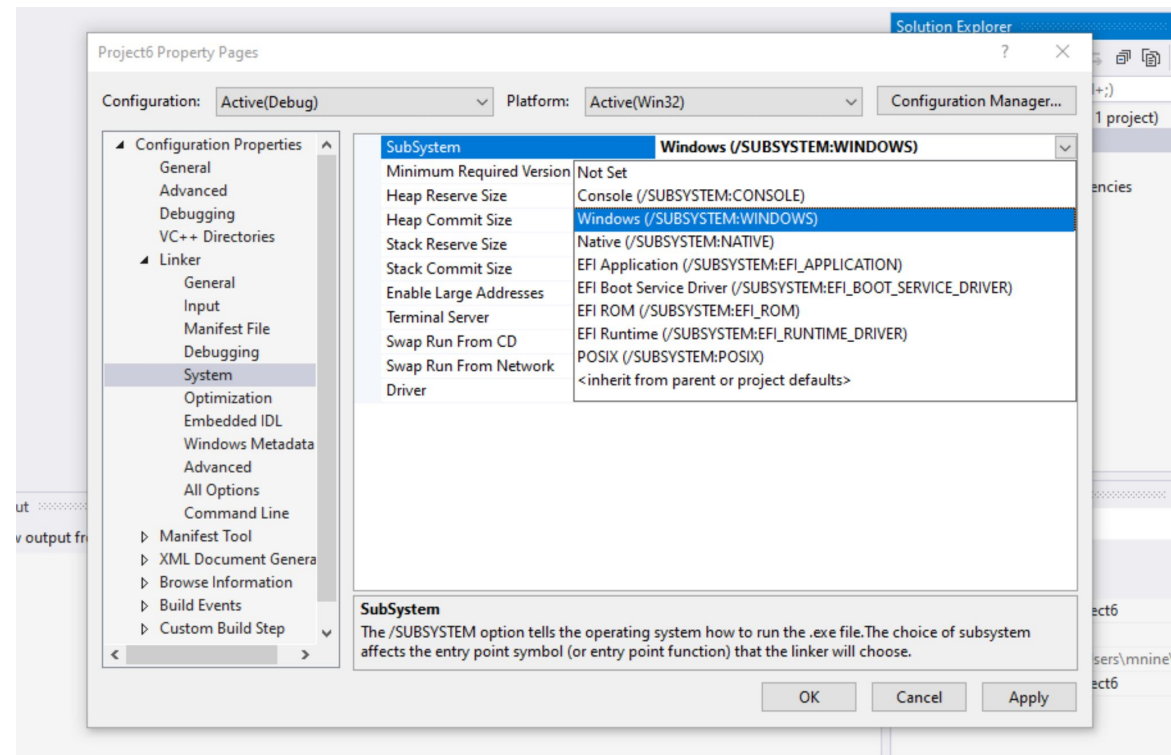 Solution Explorer
Project6 Property Pages
?
Configuration: Active(Debug) Platform: Active(Win32) Configuration Manager...
+;)
1 project)
encies
Configuration Properties
General
Advanced
Debugging
VC++ Directories
Linker
General
Input
Manifest File
Debugging
System
Optimization
Embedded IDL
Windows Metadata
Advanced
All Options
Command Line
Manifest Tool
XML Document Genera
Browse Information
Build Events
Custom Build Step
SubSystem Windows (/SUBSYSTEM:WINDOWS)
Minimum Required Version
Heap Reserve Size
Heap Commit Size
Stack Reserve Size
Stack Commit Size
Enable Large Addresses
Terminal Server
Swap Run From CD
Swap Run From Network
Driver
Not Set
Console (/SUBSYSTEM:CONSOLE)
Windows (/SUBSYSTEM:WINDOWS)
Native (/SUBSYSTEM:NATIVE)
EFI Application (/SUBSYSTEM:EFI_APPLICATION)
EFI Boot Service Driver (/SUBSYSTEM:EFI_BOOT_SERVICE_DRIVER)
EFI ROM (/SUBSYSTEM:EFI_ROM)
EFI Runtime (/SUBSYSTEM:EFI_RUNTIME_DRIVER)
POSIX (/SUBSYSTEM:POSIX)
<inherit from parent or project defaults>
SubSystem
The /SUBSYSTEM option tells the operating system how to run the .exe file.The choice of subsystem
affects the entry point symbol (or entry point function) that the linker will choose.
OK Cancel Apply
ut
output fr
ect6
sers\mnine\
ect6